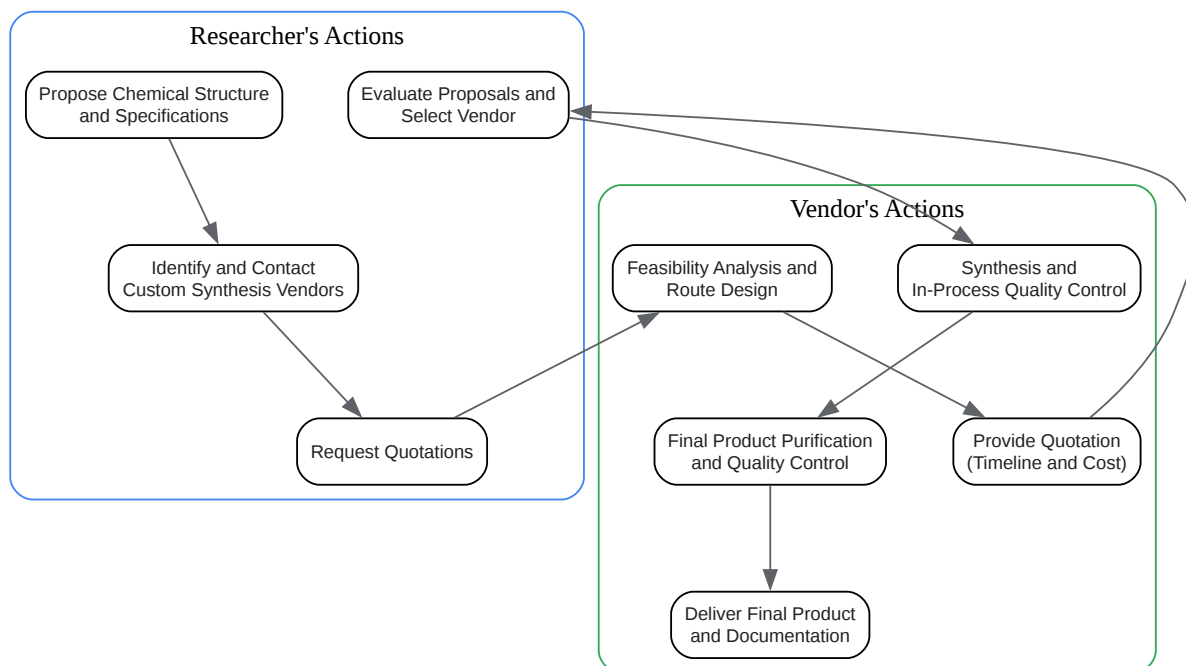 Researcher's Actions
Propose Chemical Structure
and Specifications
Evaluate Proposals and
Select Vendor
Vendor's Actions
Identify and Contact
Custom Synthesis Vendors
Feasibility Analysis and
Route Design
Synthesis and
In-Process Quality Control
Request Quotations
Final Product Purification
and Quality Control
Provide Quotation
(Timeline and Cost)
Deliver Final Product
and Documentation